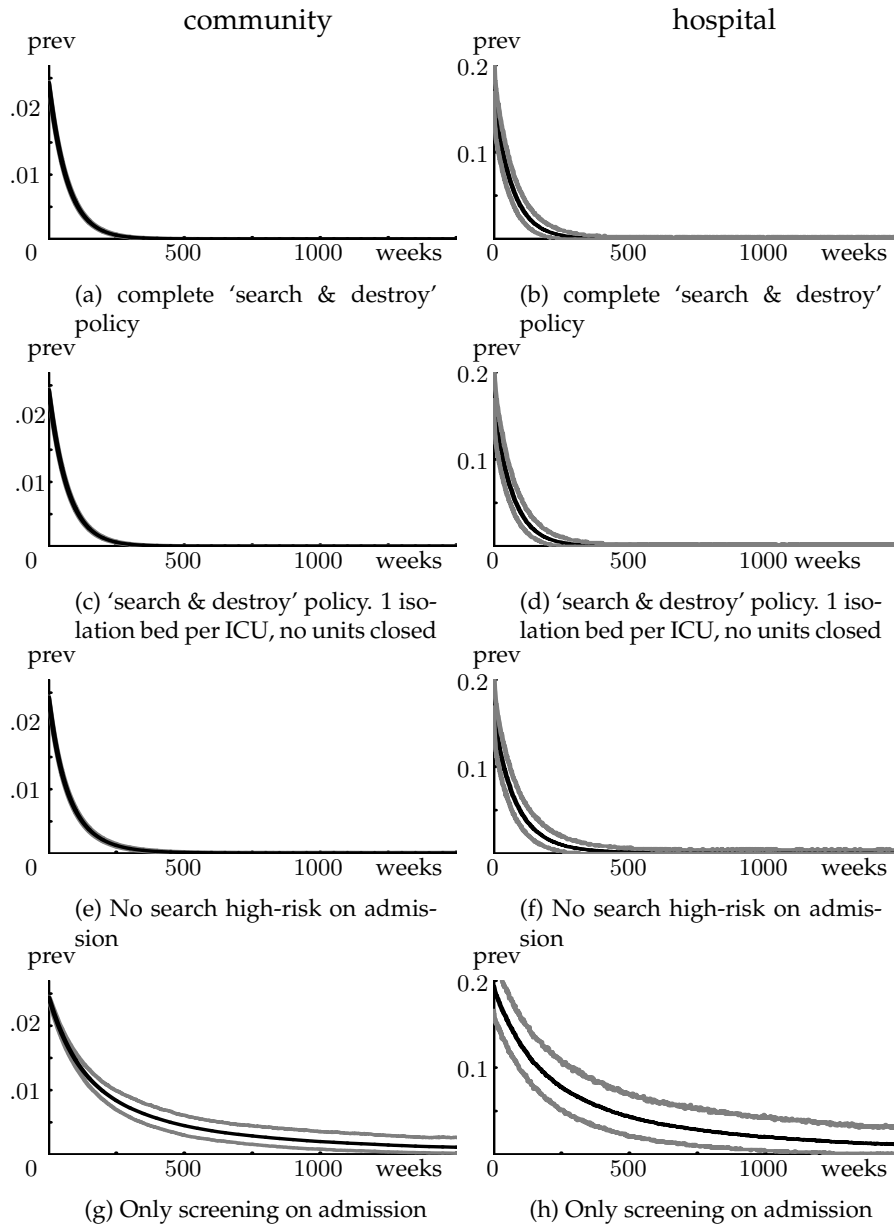 community hospital
prev prev
.02
.01
0 500 1000 weeks
0.2
0.1
0 500 1000 weeks
(a) complete ‘search & destroy’
policy
(b) complete ‘search & destroy’
policy
prev prev
.02
.01
0 500 1000 weeks
0.2
0.1
0 500 1000 weeks
(c) ‘search & destroy’ policy. 1 iso-
lation bed per ICU, no units closed
(d) ‘search & destroy’ policy. 1 iso-
lation bed per ICU, no units closed
prev prev
.02
.01
0 500 1000 weeks
0.2
0.1
0 500 1000 weeks
(e) No search high-risk on admis-
sion
(f) No search high-risk on admis-
sion
prev prev
.02
.01
0 500 1000 weeks
0.2
0.1
0 500 1000 weeks
(g) Only screening on admission
(h) Only screening on admission